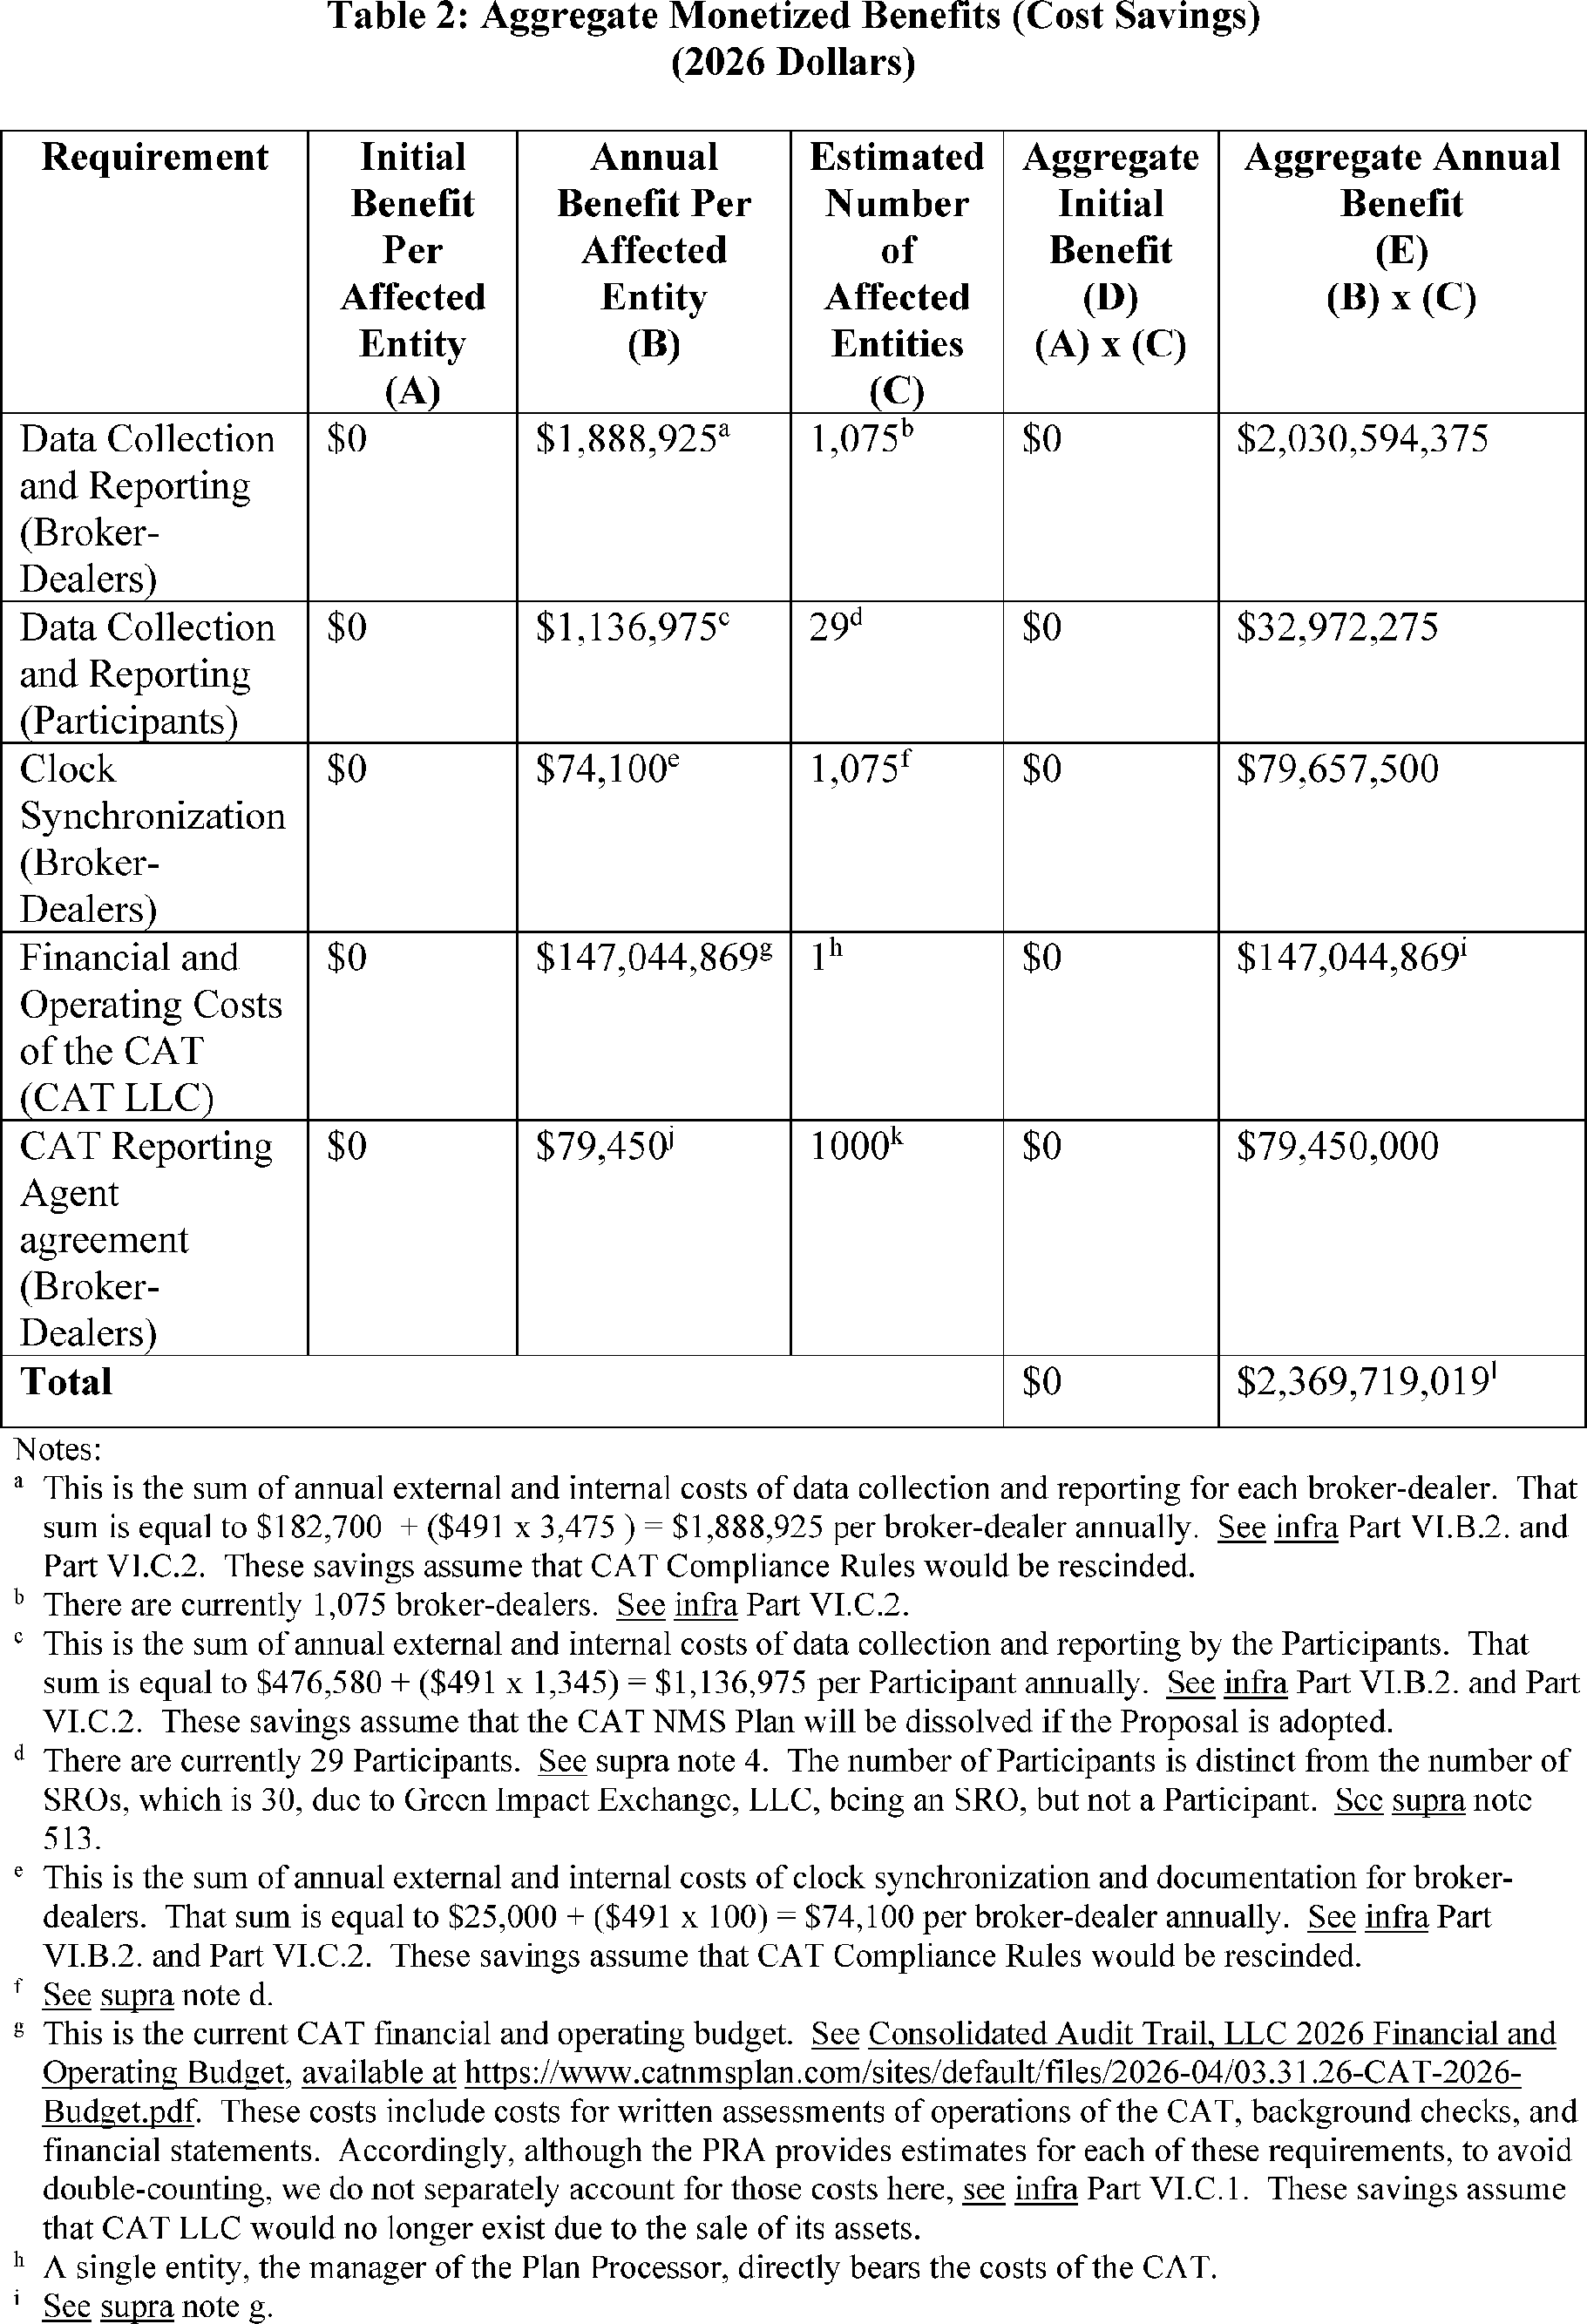 Table 2: Aggregate Monetized Benefits (Cost Savings)
(2026 Dollars)
Requirement
Initial
Benefit
Per
Affected
Entity
(A)
Annual
Benefit Per
Affected
Entity
(B)
Estimated
Number
of
Affected
Entities
(C)
Aggregate
Initial
Benefit
(D)
(A) x (C)
Aggregate Annual
Benefit
(E)
(B) x (C)
Data Collection
and Reporting
(Broker-
Dealers)
$0
$1,888,925a
1,075b
$0
$2,030,594,375
Data Collection
and Reporting
(Participants)
$0
$1,136,975c
29d
$0
$32,972,275
Clock
Synchronization
(Broker-
Dealers)
$0
$74,100e
1,075f
$0
$79,657,500
Financial and
Operating Costs
of the CAT
(CAT LLC)
$0
$147,044,869g
1h
$0
$147,044,869i
CAT Reporting
Agent
agreement
(Broker-
Dealers)
$0
$79,450j
1000k
$0
$79,450,000
Total
$0
$2,369,719,019l
Notes:
a This is the sum of annual external and internal costs of data collection and reporting for each broker-dealer. That
sum is equal to $182,700 + ($491 x 3,475 ) = $1,888,925 per broker-dealer annually. See infra Part VI.B.2. and
Part VI.C.2. These savings assume that CAT Compliance Rules would be rescinded.
b There are currently 1,075 broker-dealers. See infra Part VI.C.2.
c This is the sum of annual external and internal costs of data collection and reporting by the Participants. That
sum is equal to $476,580 + ($491 x 1,345) = $1,136,975 per Participant annually. See infra Part VI.B.2. and Part
VI.C.2. These savings assume that the CAT NMS Plan will be dissolved if the Proposal is adopted.
d There are currently 29 Participants. See supra note 4. The number of Participants is distinct from the number of
SROs, which is 30, due to Green Impact Exchange, LLC, being an SRO, but not a Participant. See supra note
513.
e This is the sum of annual external and internal costs of clock synchronization and documentation for broker-
dealers. That sum is equal to $25,000 + ($491 x 100) = $74,100 per broker-dealer annually. See infra Part
VI.B.2. and Part VI.C.2. These savings assume that CAT Compliance Rules would be rescinded.
f See supra note d.
g This is the current CAT financial and operating budget. See Consolidated Audit Trail, LLC 2026 Financial and
Operating Budget, available at https://www.catnmsplan.com/sites/default/files/2026-04/03.31.26-CAT-2026-
Budget.pdf. These costs include costs for written assessments of operations of the CAT, background checks, and
financial statements. Accordingly, although the PRA provides estimates for each of these requirements, to avoid
double-counting, we do not separately account for those costs here, see infra Part VI.C.1. These savings assume
that CAT LLC would no longer exist due to the sale of its assets.
h A single entity, the manager of the Plan Processor, directly bears the costs of the CAT.
i See supra note g.